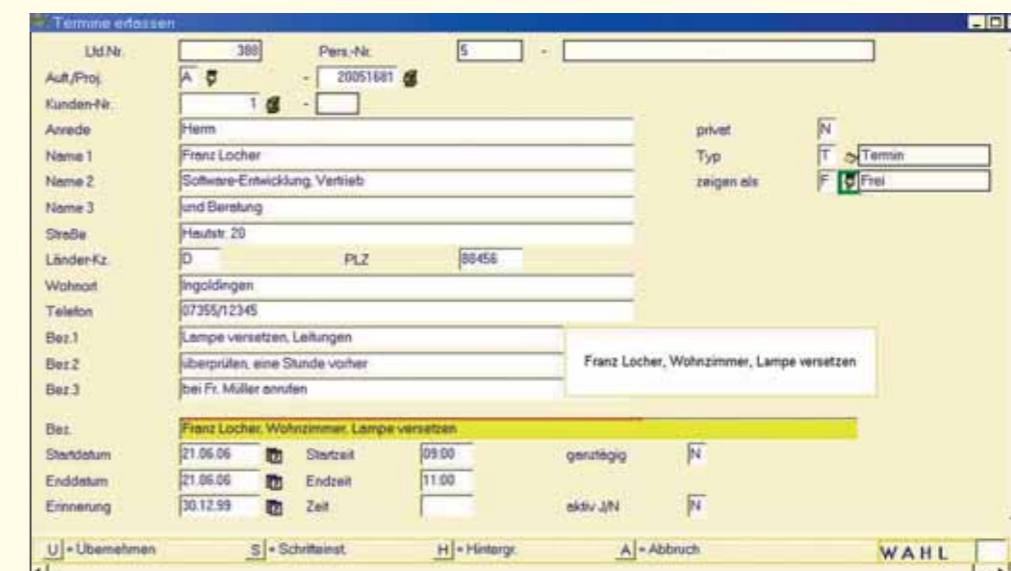 Termine erfassen
Lfd.Nr. 388 Pers.-Nr. 5 -
Auft./Proj. A - 20051681
Kunden-Nr. 1 -
Anrede Herrn privat N
Name 1 Franz Locher Typ T Termin
Name 2 Software-Entwicklung, Vertrieb zeigen als F Frei
Name 3 und Beratung
Straße Hautstr. 20
Länder-Kz. D PLZ 88456
Wohnort Ingoldingen
Telefon 07355/12345
Bez.1 Lampe versetzen, Leitungen
Franz Locher, Wohnzimmer, Lampe versetzen
Bez.2 überprüfen, eine Stunde vorher
Bez.3 bei Fr. Müller anrufen
Bez. Franz Locher, Wohnzimmer, Lampe versetzen
Startdatum 21.06.06 Startzeit 09:00 ganztägig N
Enddatum 21.06.06 Endzeit 11:00
Erinnerung 30.12.99 Zeit aktiv J/N N
U = Übernehmen S = Schritteinst. H = Hintergr. A = Abbruch WAHL